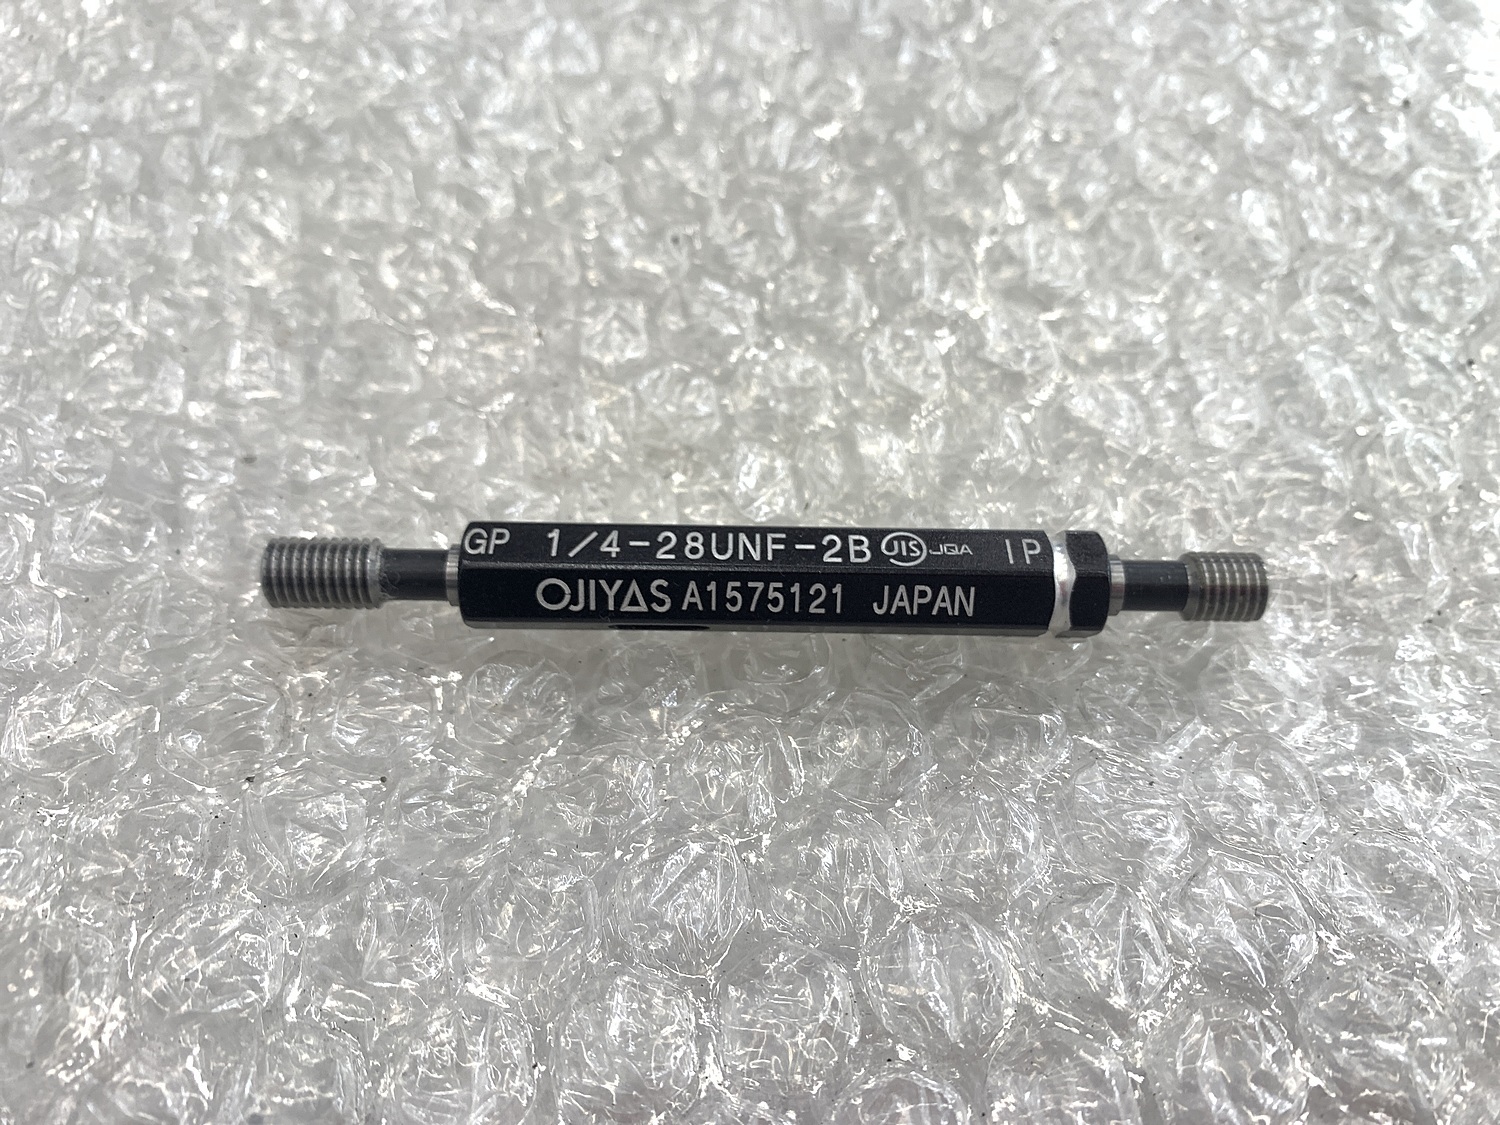 GP 1/4-28UNF-2B JIS JQA IP
OJIYAS A1575121 JAPAN